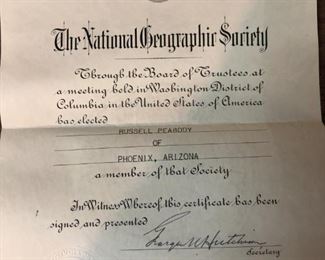 The National Geographic Society
Through the Board of Trustees at
a meeting held in Washington District of
Columbia in the United States of America
has elected
RUSSELL PEABODY
OF
PHOENIX, ARIZONA
a member of that Society
In Witness Whereof, this certificate has been
signed and presented
George W Hutchison
Secretary